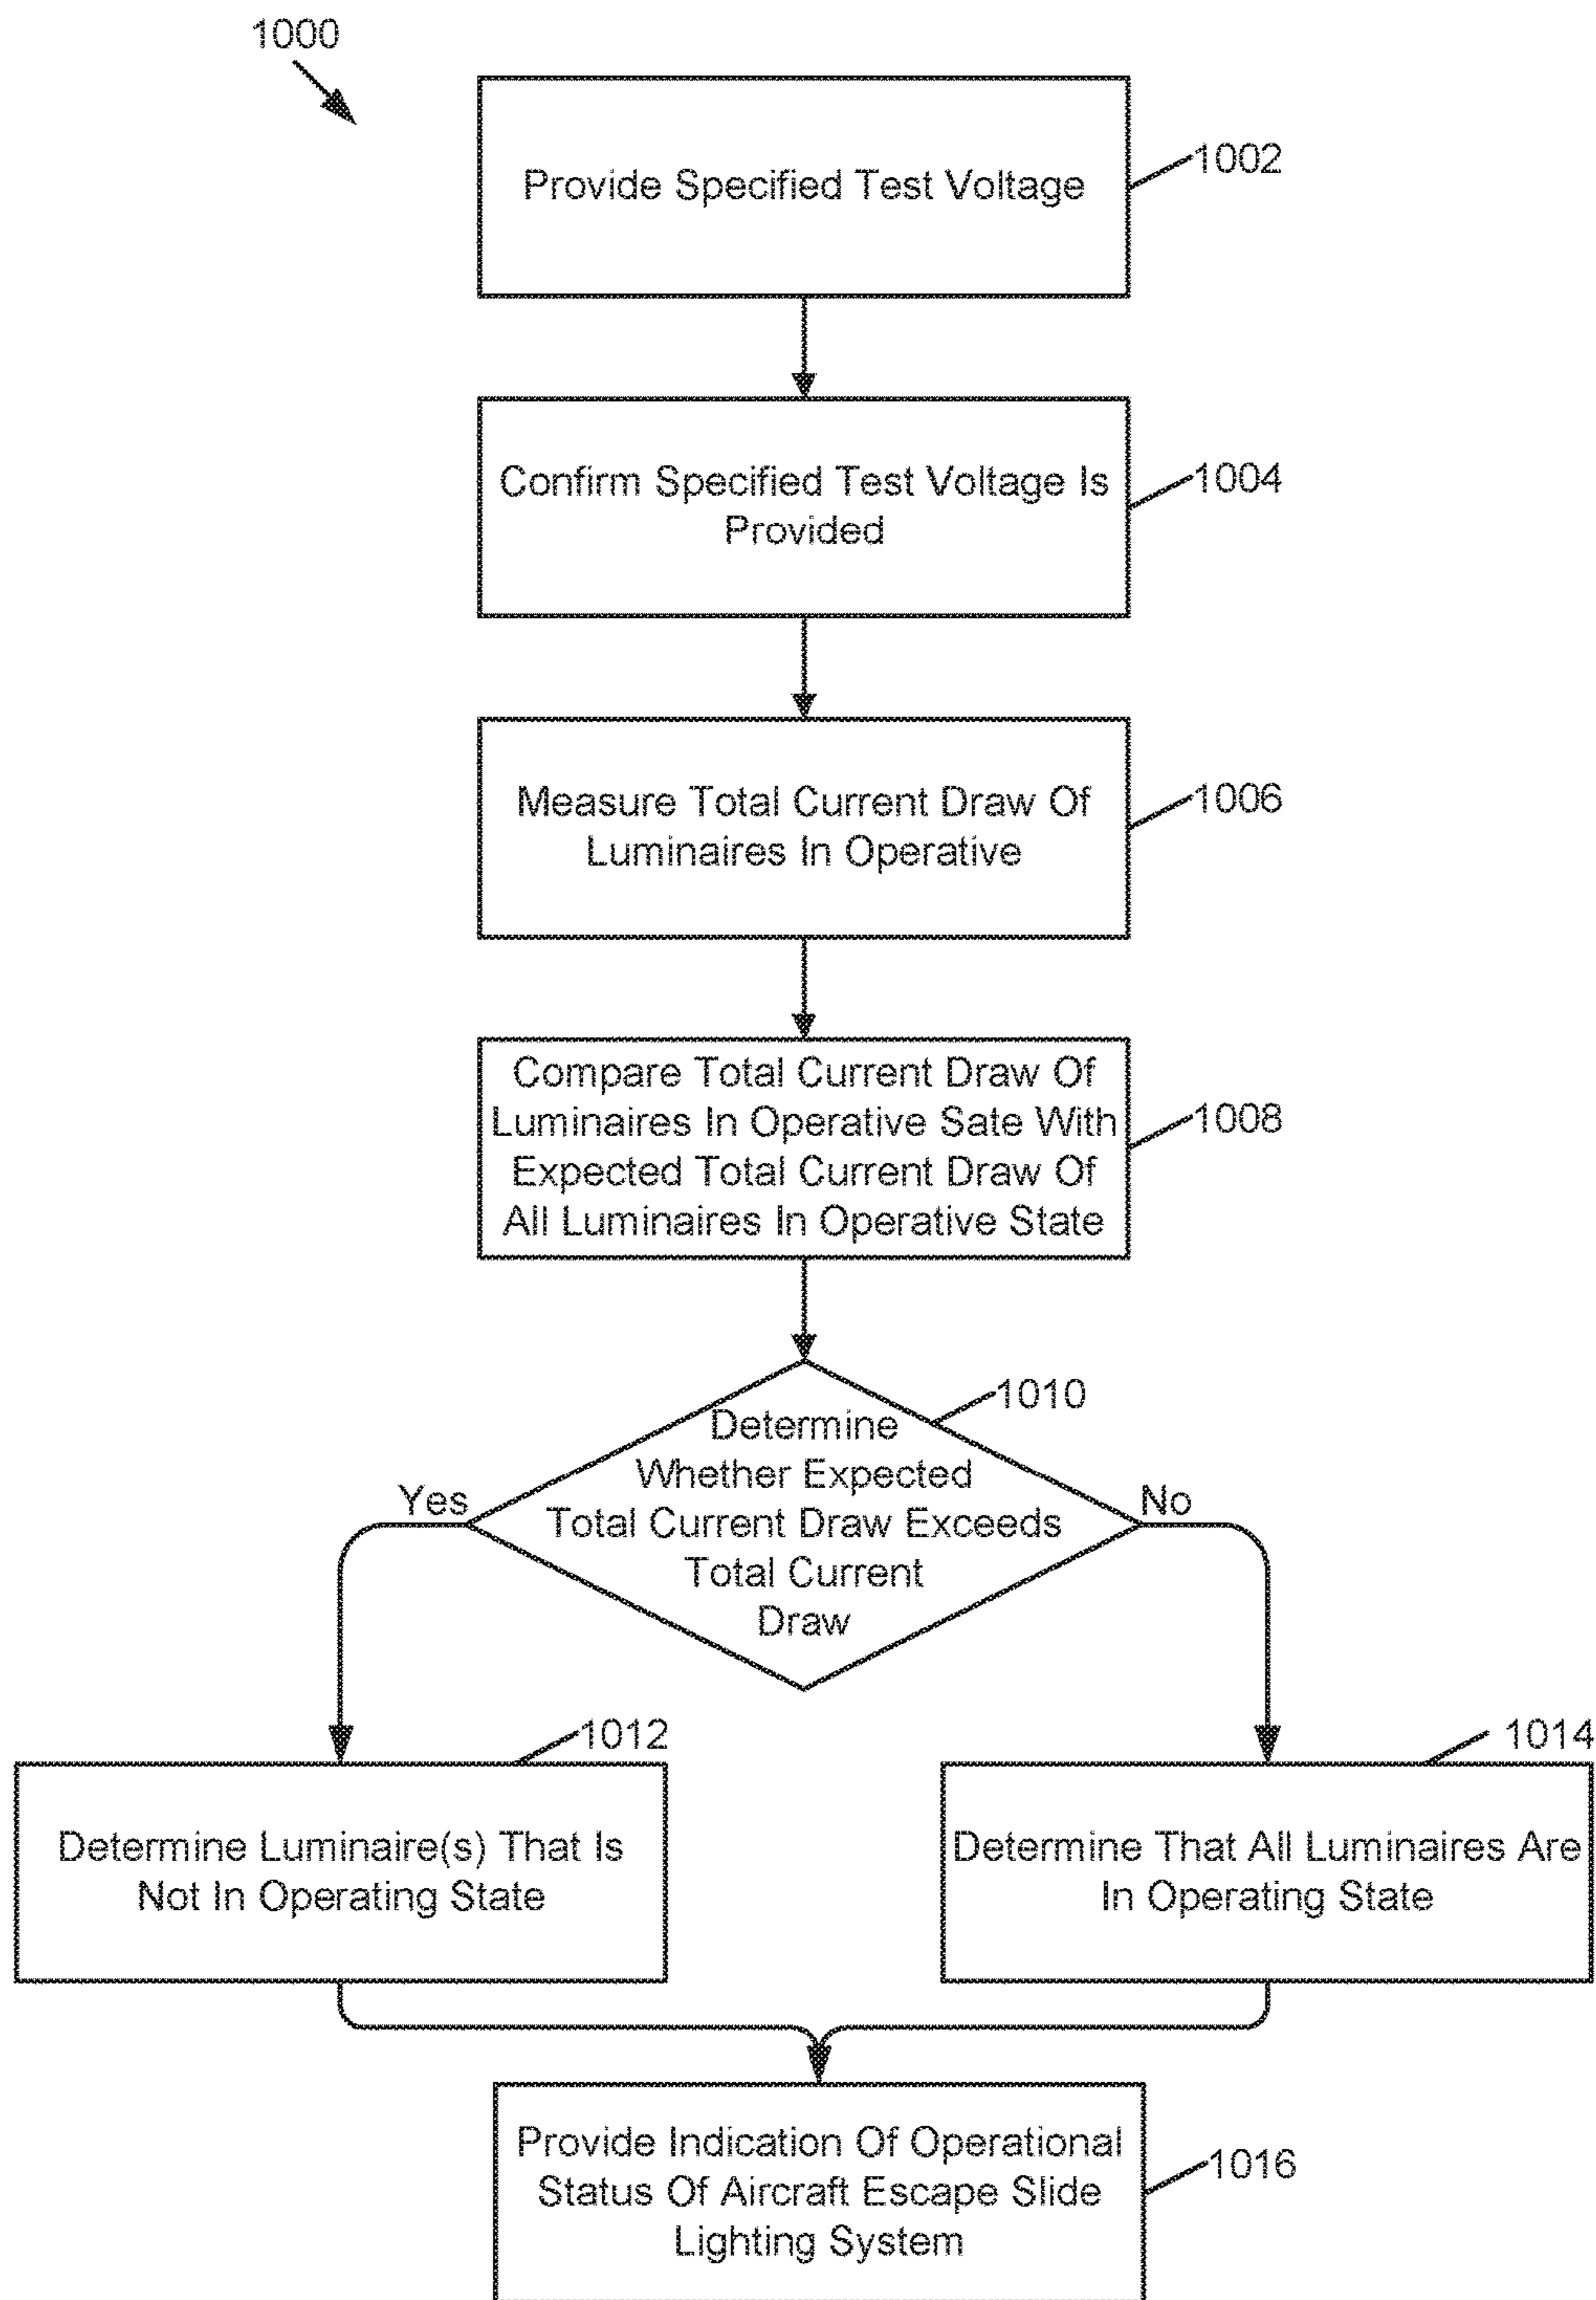 1000
Provide Specified Test Voltage
1002
Confirm Specified Test Voltage Is
Provided
1004
Measure Total Current Draw Of
Luminaires In Operative
1006
Compare Total Current Draw Of
Luminaires In Operative Sate With
Expected Total Current Draw Of
All Luminaires In Operative State
1008
1010
Determine
Whether Expected
Total Current Draw Exceeds
Total Current
Draw
Yes
No
1012
1014
Determine Luminaire(s) That Is
Not In Operating State
Determine That All Luminaires Are
In Operating State
Provide Indication Of Operational
Status Of Aircraft Escape Slide
Lighting System
1016